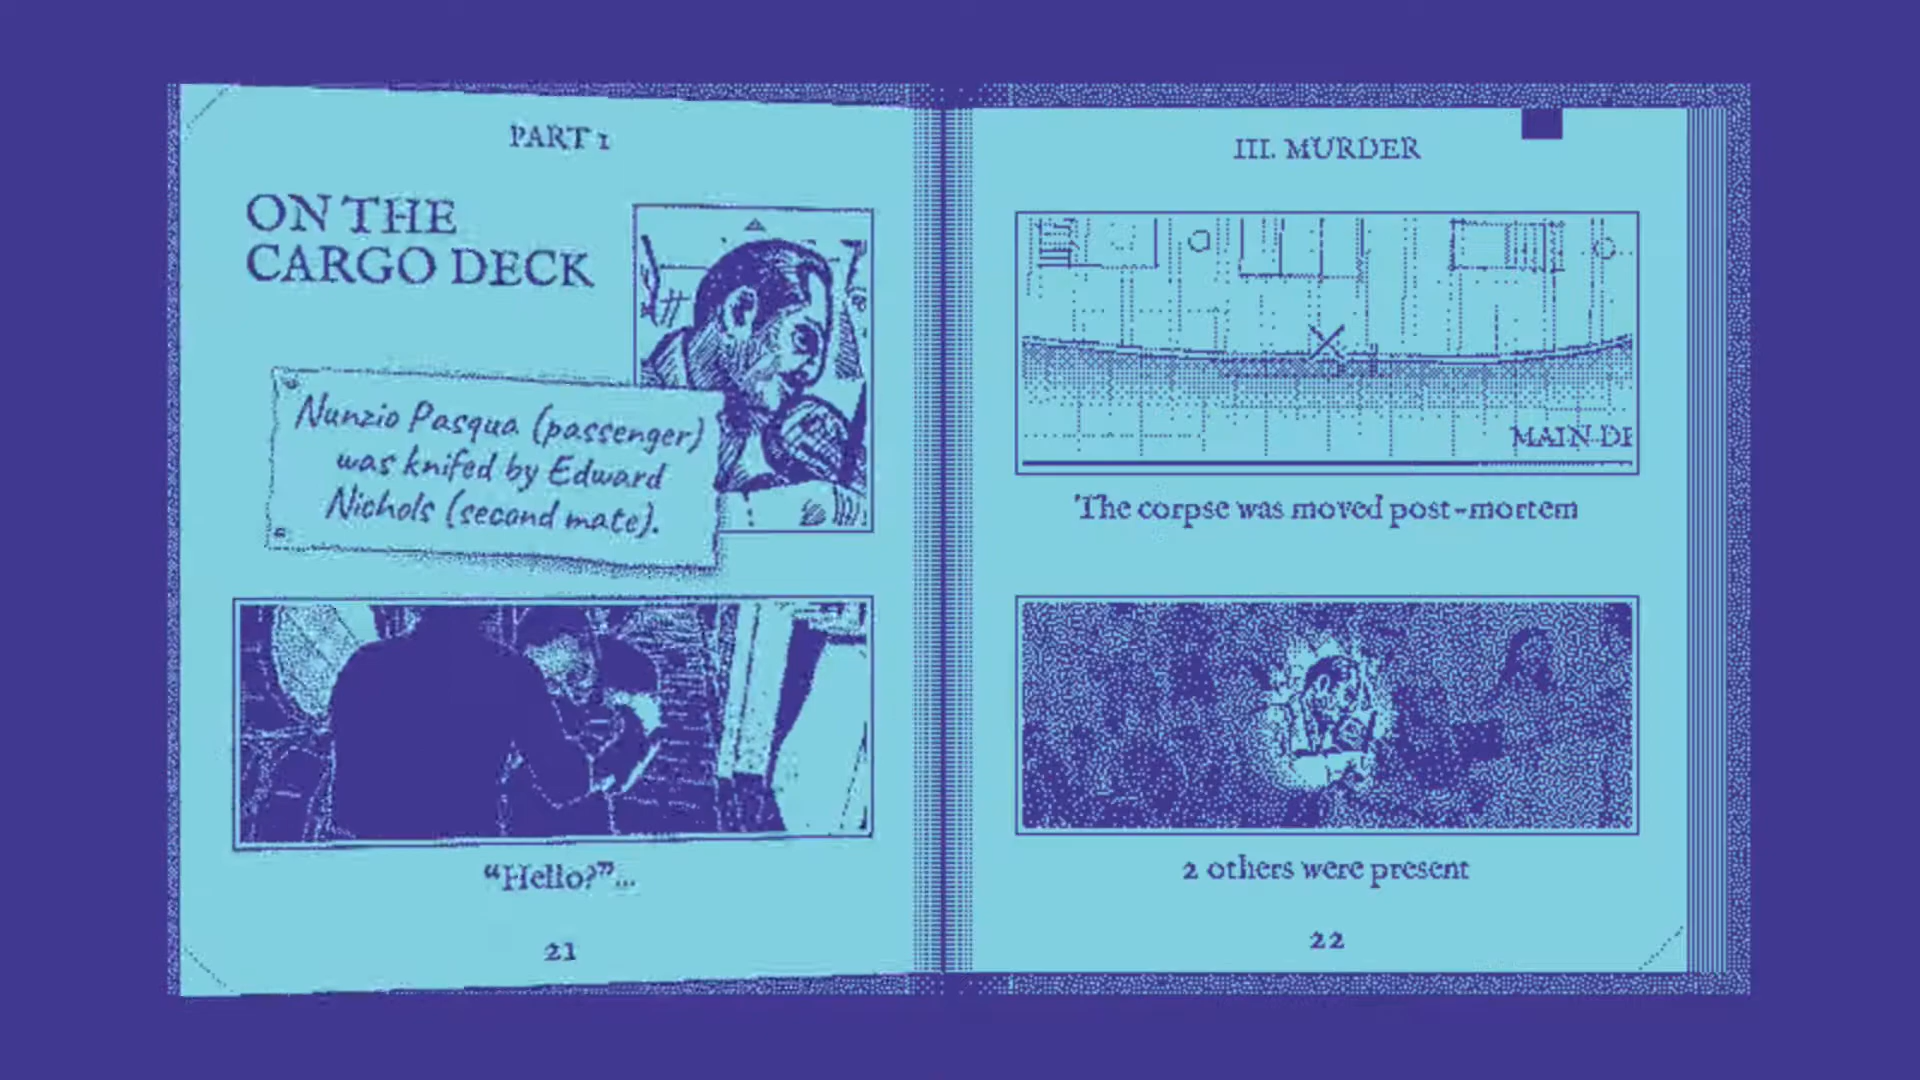 PART 1
ON THE
CARGO DECK
Nunzio Pasqua (passenger)
was knifed by Edward
Nichols (second mate).
“Hello?”...
21
III. MURDER
MAIN DE
The corpse was moved post-mortem
2 others were present
22